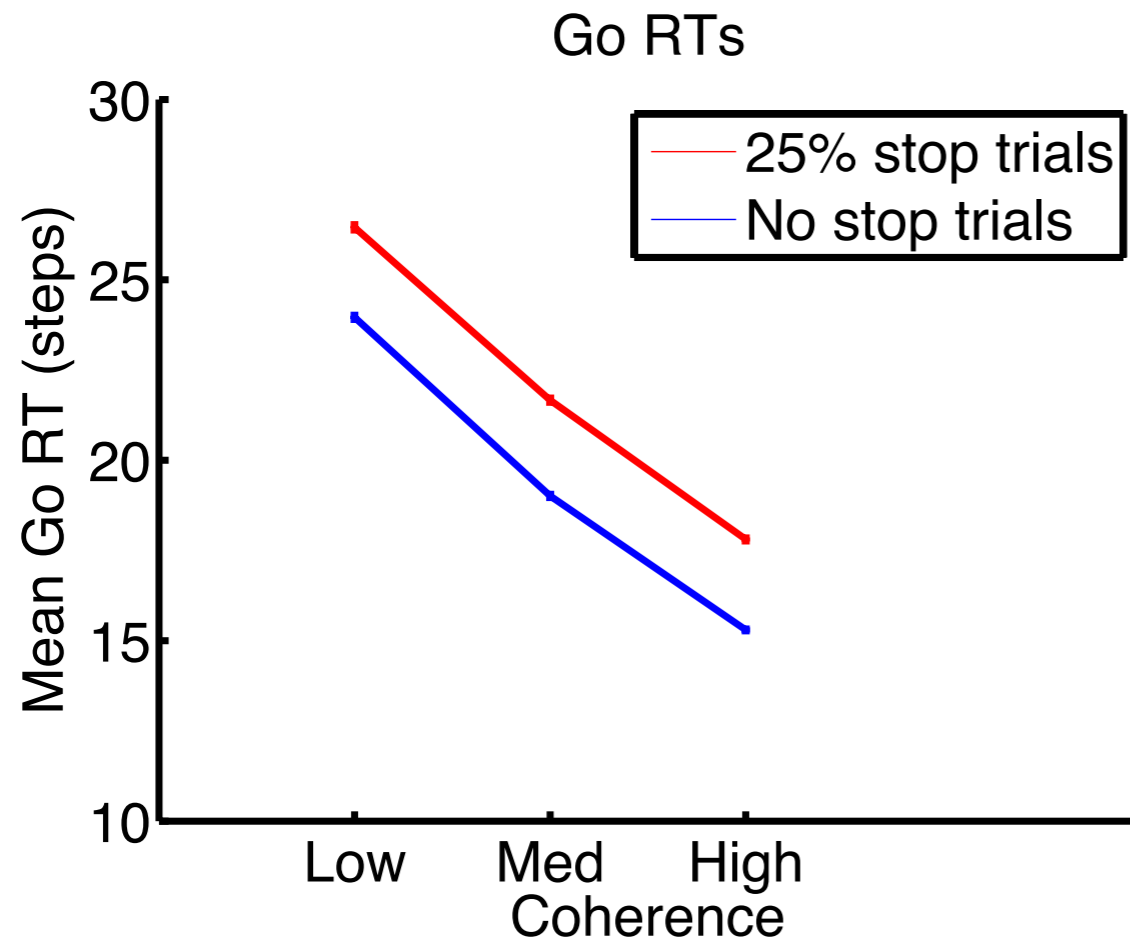 Go RTs
30
25% stop trials
No stop trials
25
20
15
10
Mean Go RT (steps)
Low Med High
Coherence